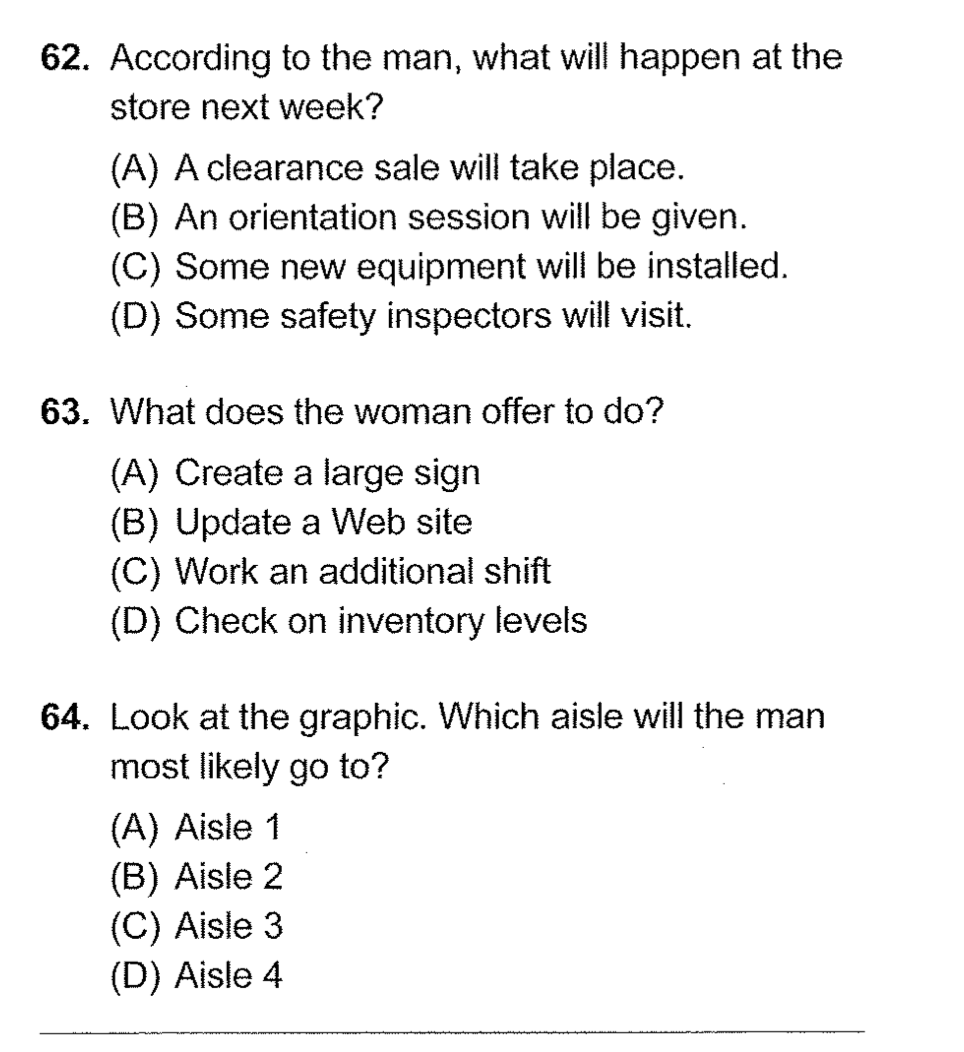 62. According to the man, what will happen at the
store next week?
(A) A clearance sale will take place.
(B) An orientation session will be given.
(C) Some new equipment will be installed.
(D) Some safety inspectors will visit.
63. What does the woman offer to do?
(A) Create a large sign
(B) Update a Web site
(C) Work an additional shift
(D) Check on inventory levels
64. Look at the graphic. Which aisle will the man
most likely go to?
(A) Aisle 1
(B) Aisle 2
(C) Aisle 3
(D) Aisle 4